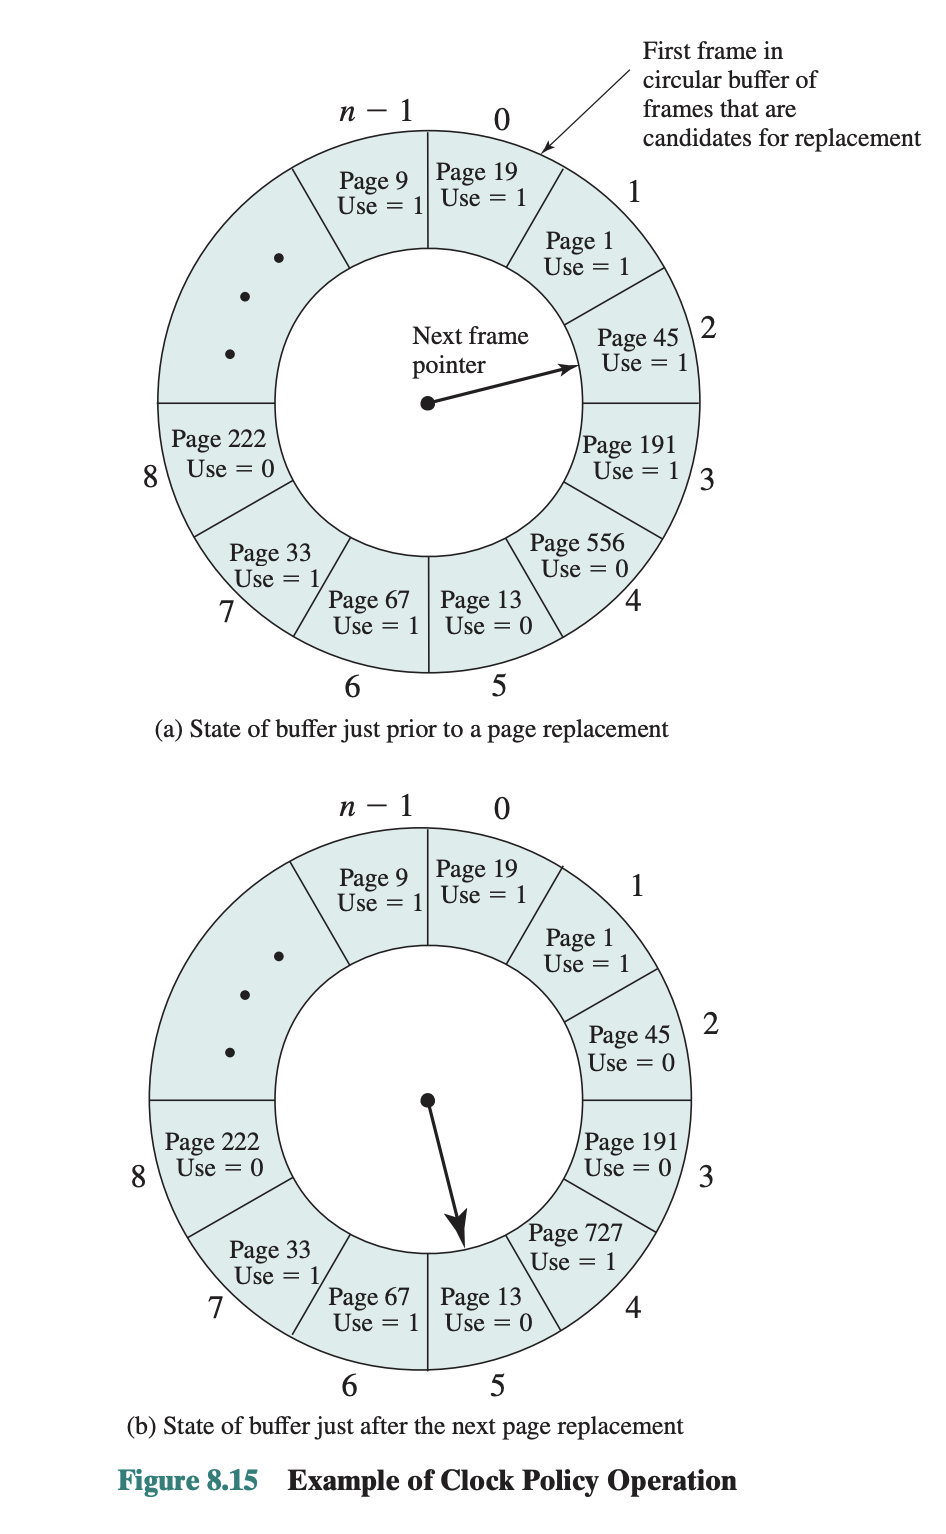 First frame in
circular buffer of
frames that are
candidates for replacement
n − 1
0
Page 9
Use = 1
Page 19
Use = 1
1
Page 1
Use = 1
2
Page 45
Use = 1
Next frame
pointer
Page 191
Use = 1
3
Page 556
Use = 0
4
Page 13
Use = 0
5
Page 67
Use = 1
6
Page 33
Use = 1
7
Page 222
Use = 0
8
(a) State of buffer just prior to a page replacement
n − 1
0
Page 9
Use = 1
Page 19
Use = 1
1
Page 1
Use = 1
2
Page 45
Use = 0
Page 191
Use = 0
3
Page 727
Use = 1
4
Page 13
Use = 0
5
Page 67
Use = 1
6
Page 33
Use = 1
7
Page 222
Use = 0
8
(b) State of buffer just after the next page replacement
Figure 8.15 Example of Clock Policy Operation